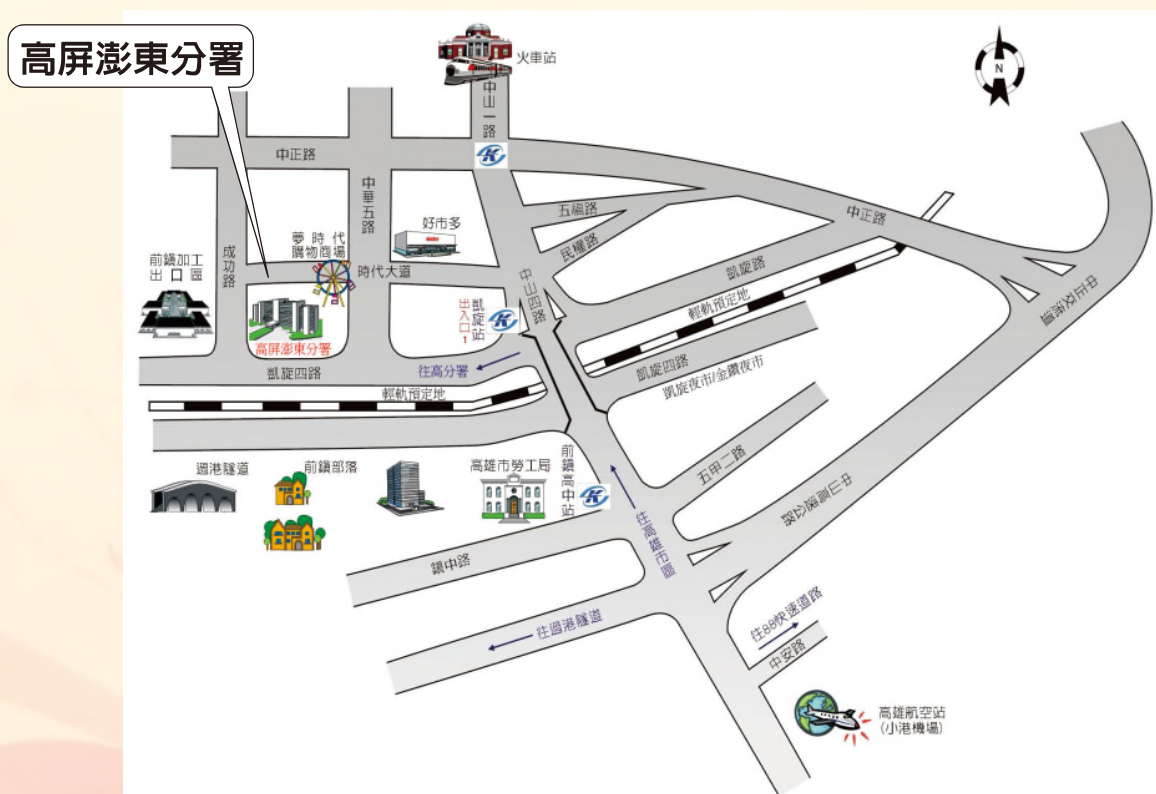 高屏澎東分署
火車站
N
中山一路
中正路
K
中華五路
五福路
中正路
好市多
民權路
成功路
夢時代
購物商場
前鎮加工
出口區
時代大道
中山四路
凱旋路
中正交流道
輕軌預定地
凱旋站
出入口1
K
高屏澎東分署
凱旋四路
往高分署
凱旋四路
凱旋夜市/金鑽夜市
輕軌預定地
過港隧道
前鎮部落
高雄市勞工局
前鎮高中站
K
五甲二路
中山高速公路
往高雄市區
鎮中路
往過港隧道
往88快速道路
中安路
高雄航空站
(小港機場)